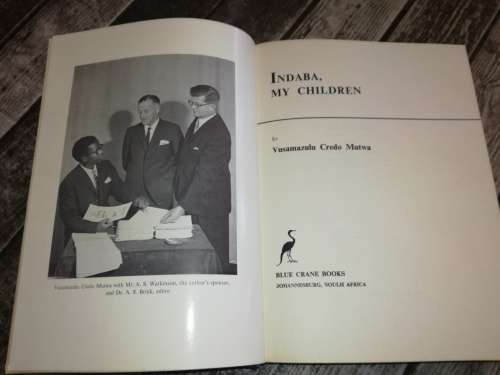 Vusamazulu Credo Mutwa with Mr. A. S. Watkinson, the author's sponsor,
and Dr. A. S. Brink, editor
INDABA,
MY CHILDREN
by
Vusamazulu Credo Mutwa
BLUE CRANE BOOKS
JOHANNESBURG, SOUTH AFRICA